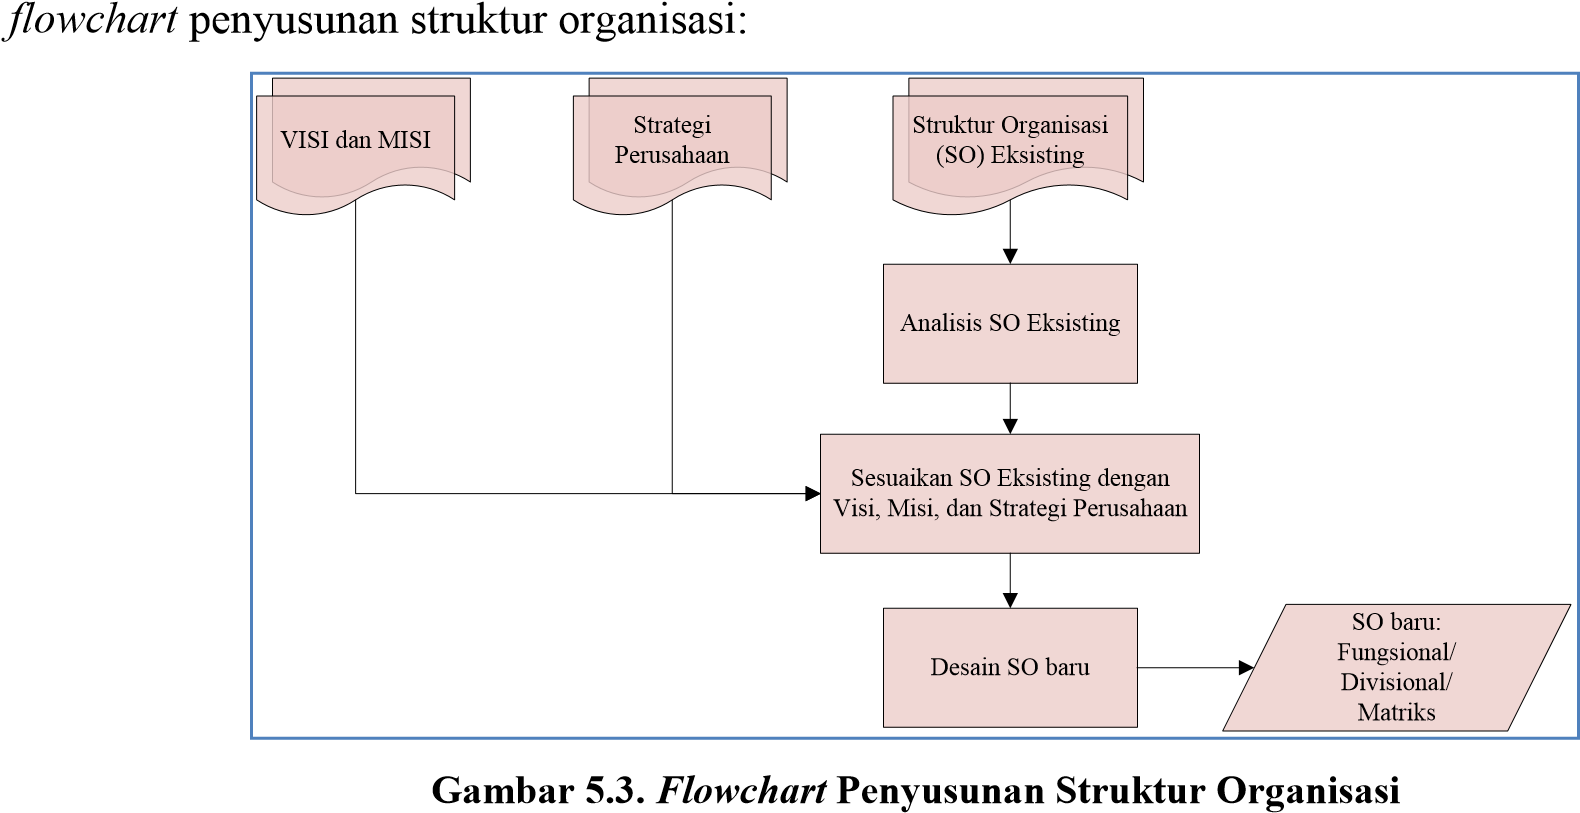 flowchart penyusunan struktur organisasi:
VISI dan MISI
Strategi
Perusahaan
Struktur Organisasi
(SO) Eksisting
Analisis SO Eksisting
Sesuaikan SO Eksisting dengan
Visi, Misi, dan Strategi Perusahaan
Desain SO baru
SO baru:
Fungsional/
Divisional/
Matriks
Gambar 5.3. Flowchart Penyusunan Struktur Organisasi